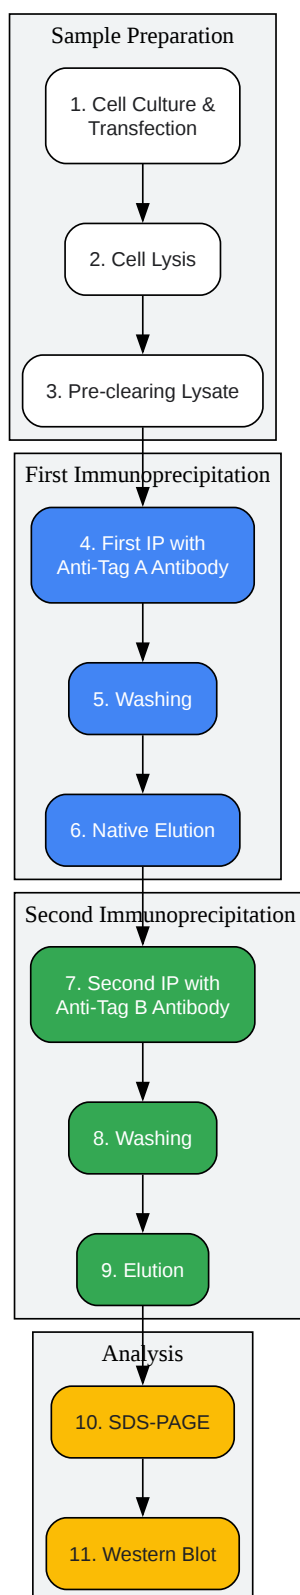 Sample Preparation
1. Cell Culture &
Transfection
2. Cell Lysis
3. Pre-clearing Lysate
First Immunoprecipitation
4. First IP with
Anti-Tag A Antibody
5. Washing
6. Native Elution
Second Immunoprecipitation
7. Second IP with
Anti-Tag B Antibody
8. Washing
9. Elution
Analysis
10. SDS-PAGE
11. Western Blot